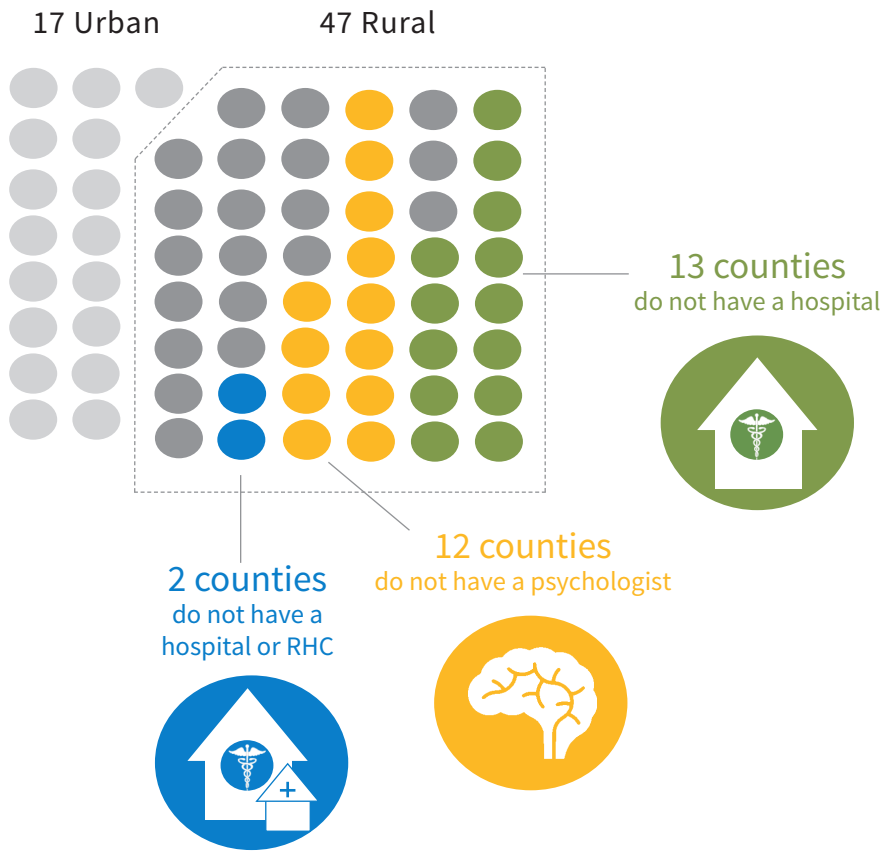 17 Urban
47 Rural
13 counties
do not have a hospital
12 counties
do not have a psychologist
2 counties
do not have a
hospital or RHC